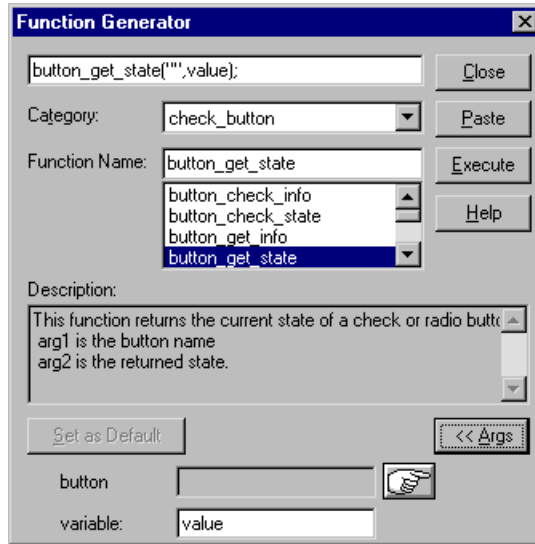 Function Generator
button_get_state("",value);
Close
Category:
check_button
Paste
Function Name:
button_get_state
Execute
button_check_info
button_check_state
button_get_info
button_get_state
Help
Description:
This function returns the current state of a check or radio
arg1 is the button name
arg2 is the returned state.
Set as Default
<< Args
button
variable:
value